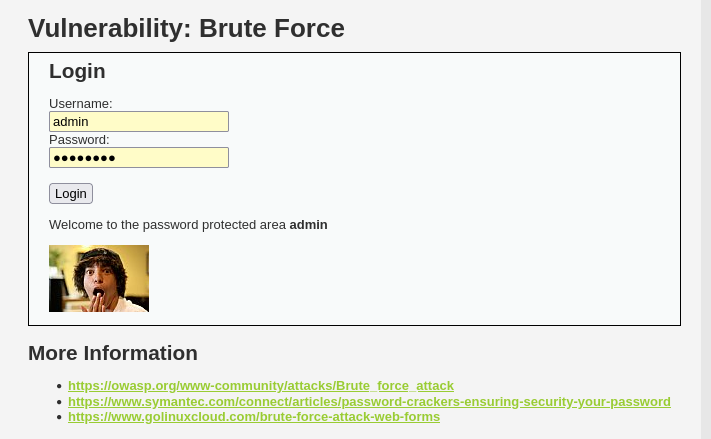 Vulnerability: Brute Force
Login
Username:
admin
Password:
●●●●●●●●
Login
Welcome to the password protected area admin
More Information
https://owasp.org/www-community/attacks/Brute_force_attack
https://www.symantec.com/connect/articles/password-crackers-ensuring-security-your-password
https://www.golinuxcloud.com/brute-force-attack-web-forms